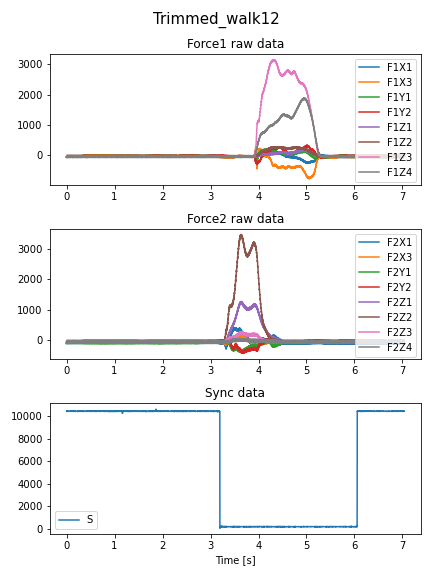 Trimmed_walk12
Force1 raw data
3000
2000
1000
0
F1X1
F1X3
F1Y1
F1Y2
F1Z1
F1Z2
F1Z3
F1Z4
0 1 2 3 4 5 6 7
Force2 raw data
3000
2000
1000
0
F2X1
F2X3
F2Y1
F2Y2
F2Z1
F2Z2
F2Z3
F2Z4
0 1 2 3 4 5 6 7
Sync data
10000
8000
6000
4000
2000
0
S
0 1 2 3 4 5 6 7
Time [s]